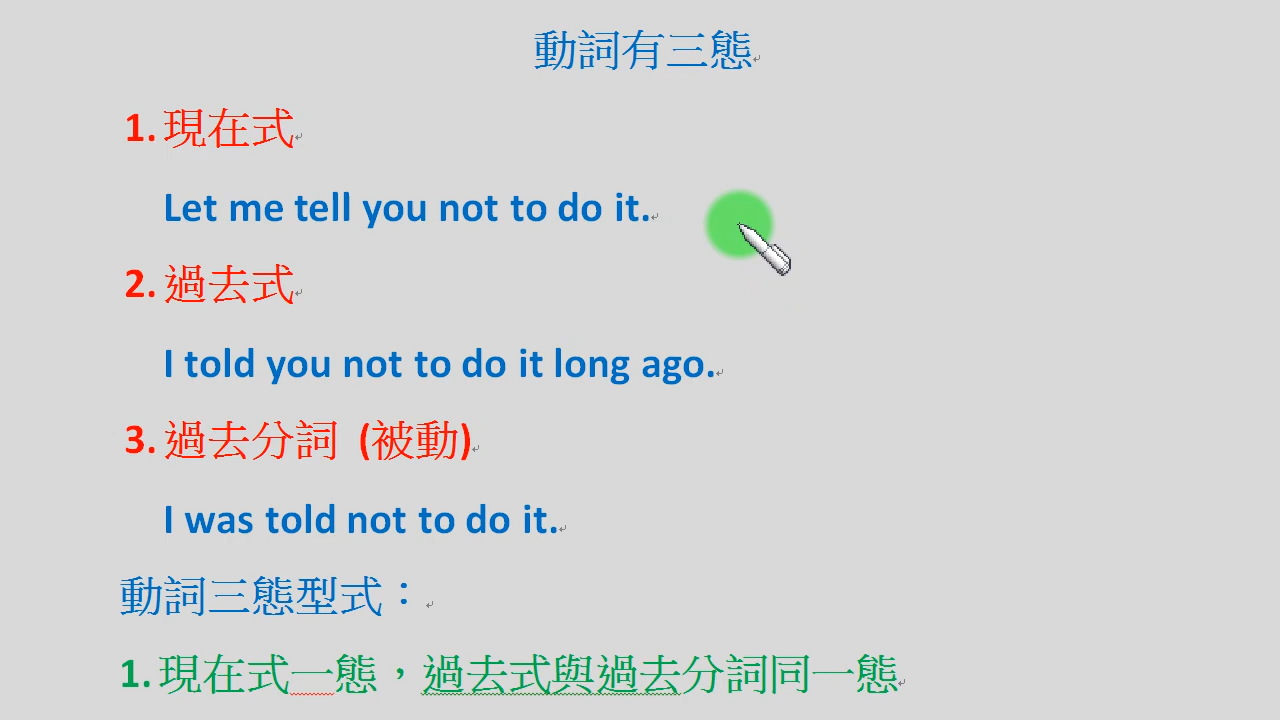 動詞有三態
1. 現在式
Let me tell you not to do it.
2. 過去式
I told you not to do it long ago.
3. 過去分詞 (被動)
I was told not to do it.
動詞三態型式：
1. 現在式一態，過去式與過去分詞同一態